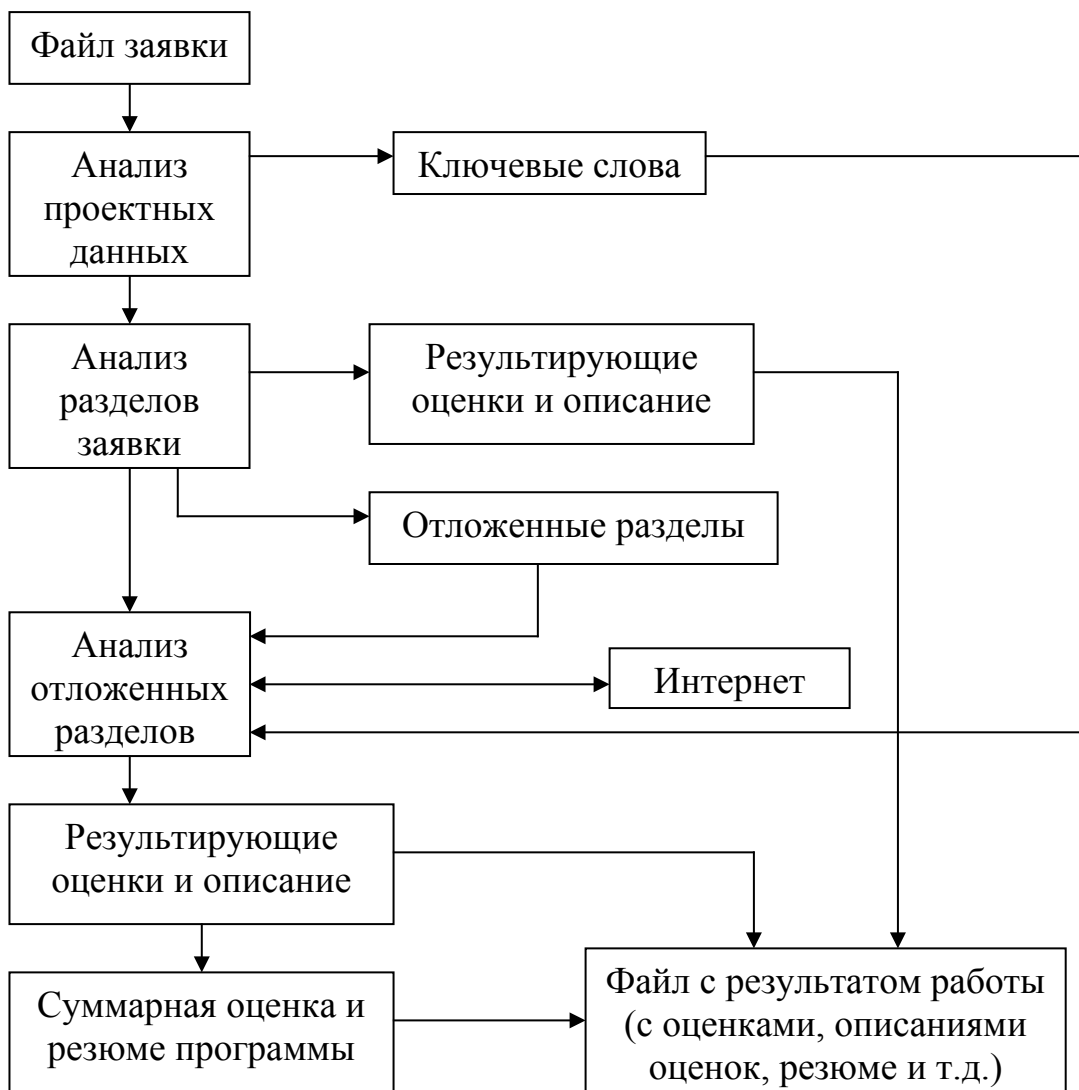 Файл заявки
Анализ
проектных
данных
Ключевые слова
Анализ
разделов
заявки
Результирующие
оценки и описание
Отложенные разделы
Анализ
отложенных
разделов
Интернет
Результирующие
оценки и описание
Суммарная оценка и
резюме программы
Файл с результатом работы
(с оценками, описаниями
оценок, резюме и т.д.)